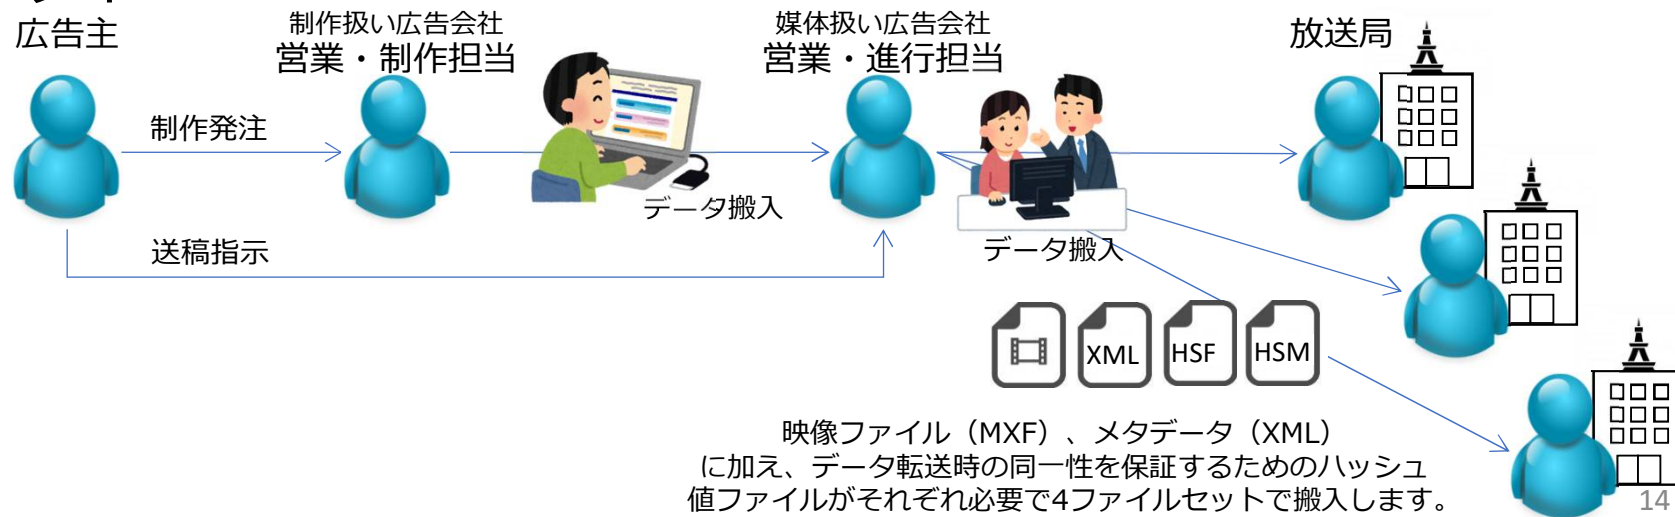 広告主
制作扱い広告会社
営業・制作担当
媒体扱い広告会社
営業・進行担当
放送局
制作発注
データ搬入
送稿指示
データ搬入
XML
HSF
HSM
映像ファイル（MXF）、メタデータ（XML）
に加え、データ転送時の同一性を保証するためのハッシュ
値ファイルがそれぞれ必要で4ファイルセットで搬入します。
14